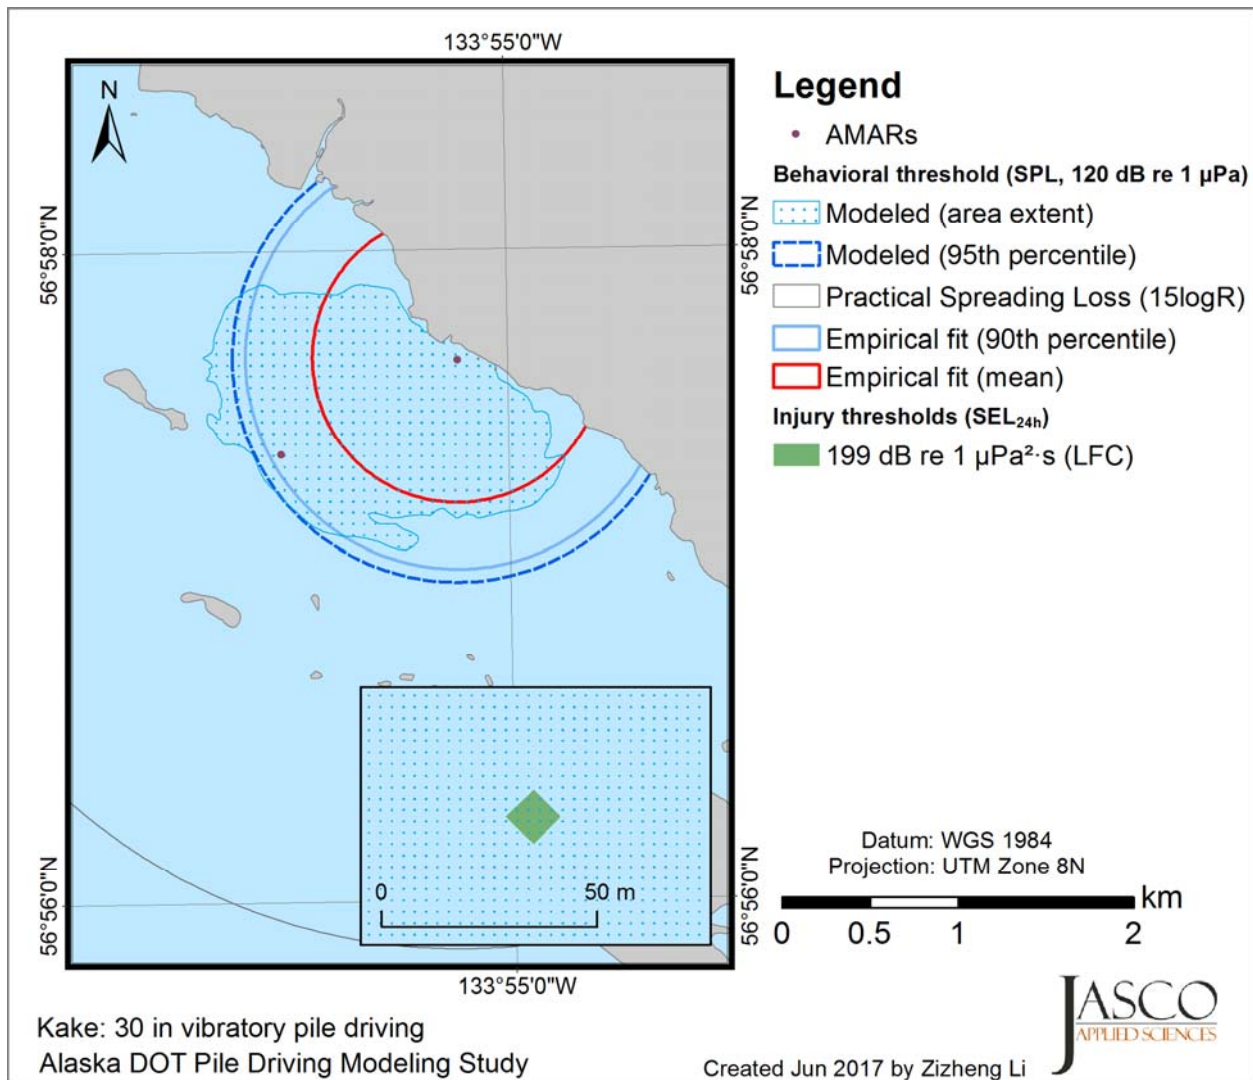 133°55'0"W
N
56°58'0"N
56°58'0"N
56°56'0"N
56°56'0"N
0 50 m
133°55'0"W
Legend
AMARs
Behavioral threshold (SPL, 120 dB re 1 µPa)
Modeled (area extent)
Modeled (95th percentile)
Practical Spreading Loss (15logR)
Empirical fit (90th percentile)
Empirical fit (mean)
Injury thresholds (SEL24h)
199 dB re 1 µPa²·s (LFC)
Datum: WGS 1984
Projection: UTM Zone 8N
km
0 0.5 1 2
Kake: 30 in vibratory pile driving
Alaska DOT Pile Driving Modeling Study
Created Jun 2017 by Zizheng Li
JASCO
APPLIED SCIENCES